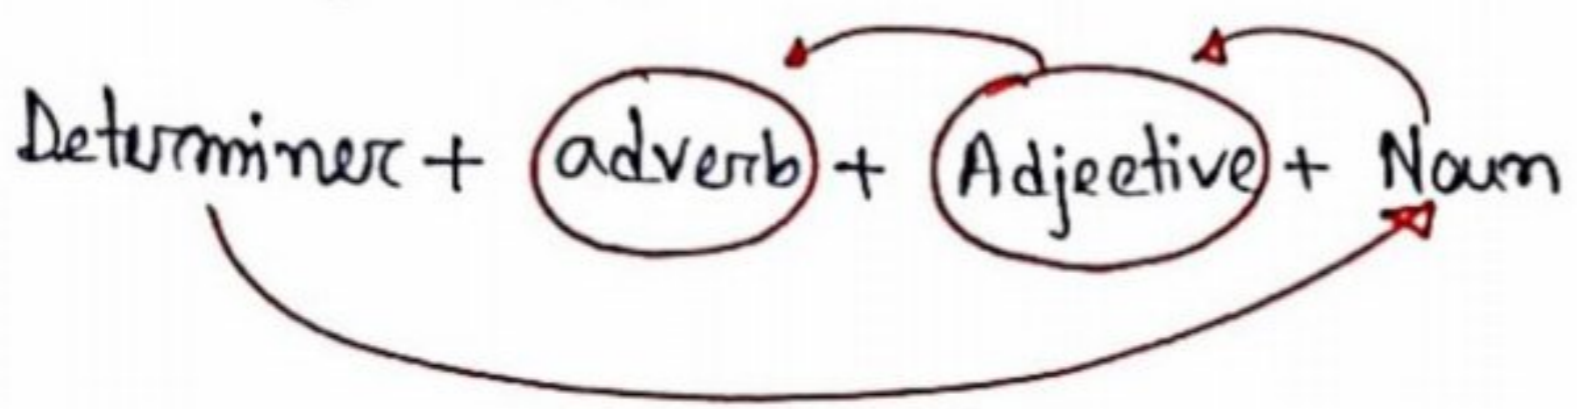 Determiner + adverb + Adjective + Noun